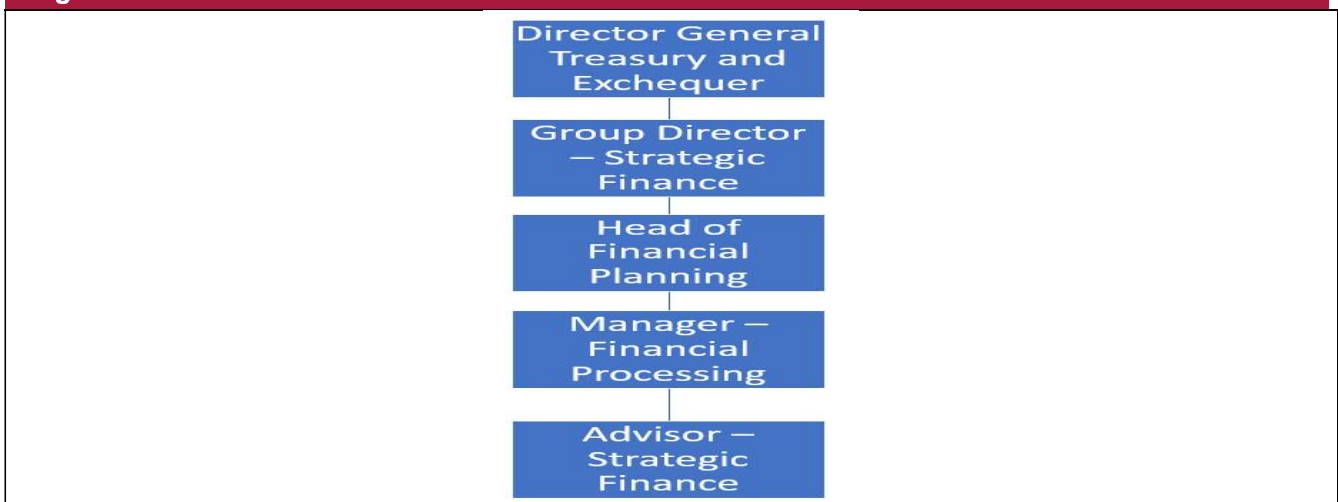 Director General
Treasury and
Exchequer
Group Director
– Strategic
Finance
Head of
Financial
Planning
Manager –
Financial
Processing
Advisor –
Strategic
Finance